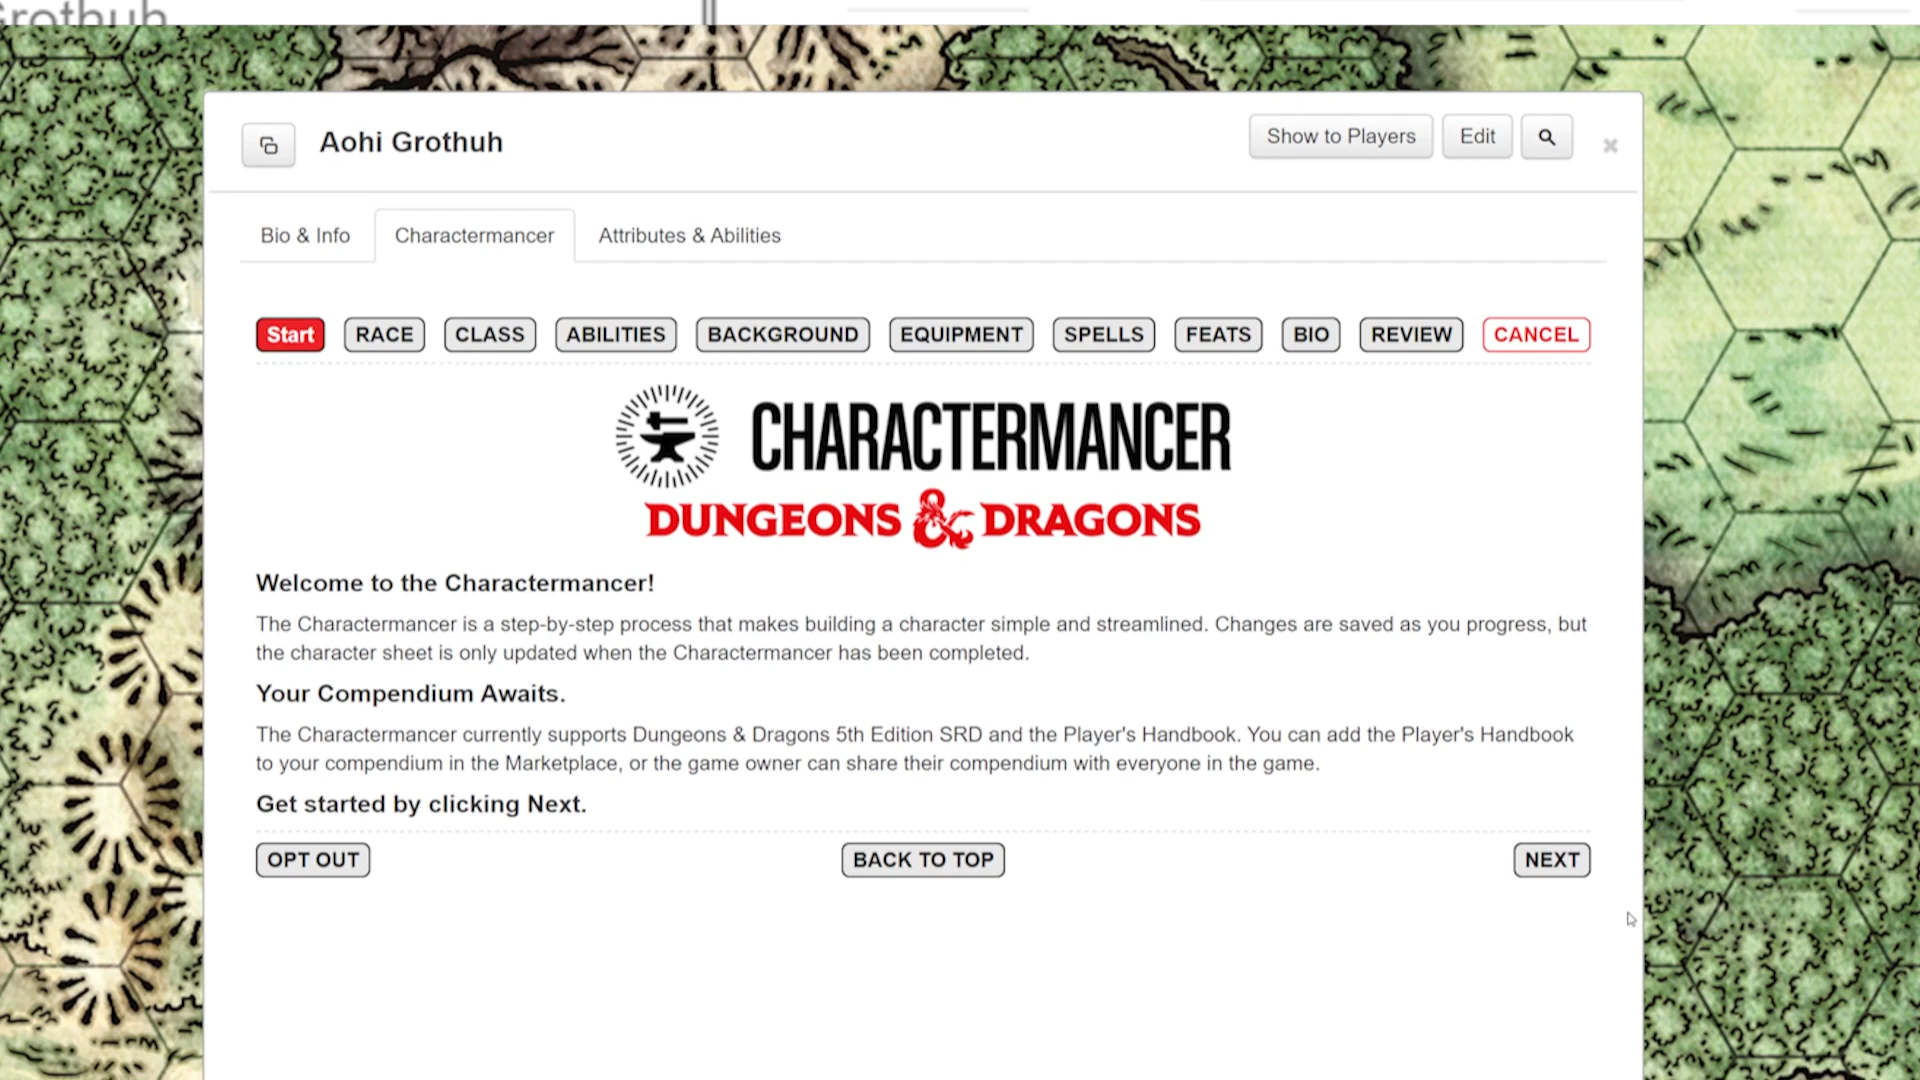 Grothuh
Aohi Grothuh
Show to Players
Edit
Bio & Info
Charactermancer
Attributes & Abilities
Start
RACE
CLASS
ABILITIES
BACKGROUND
EQUIPMENT
SPELLS
FEATS
BIO
REVIEW
CANCEL
CHARACTERMANCER
DUNGEONS & DRAGONS
Welcome to the Charactermancer!
The Charactermancer is a step-by-step process that makes building a character simple and streamlined. Changes are saved as you progress, but
the character sheet is only updated when the Charactermancer has been completed.
Your Compendium Awaits.
The Charactermancer currently supports Dungeons & Dragons 5th Edition SRD and the Player's Handbook. You can add the Player's Handbook
to your compendium in the Marketplace, or the game owner can share their compendium with everyone in the game.
Get started by clicking Next.
OPT OUT
BACK TO TOP
NEXT